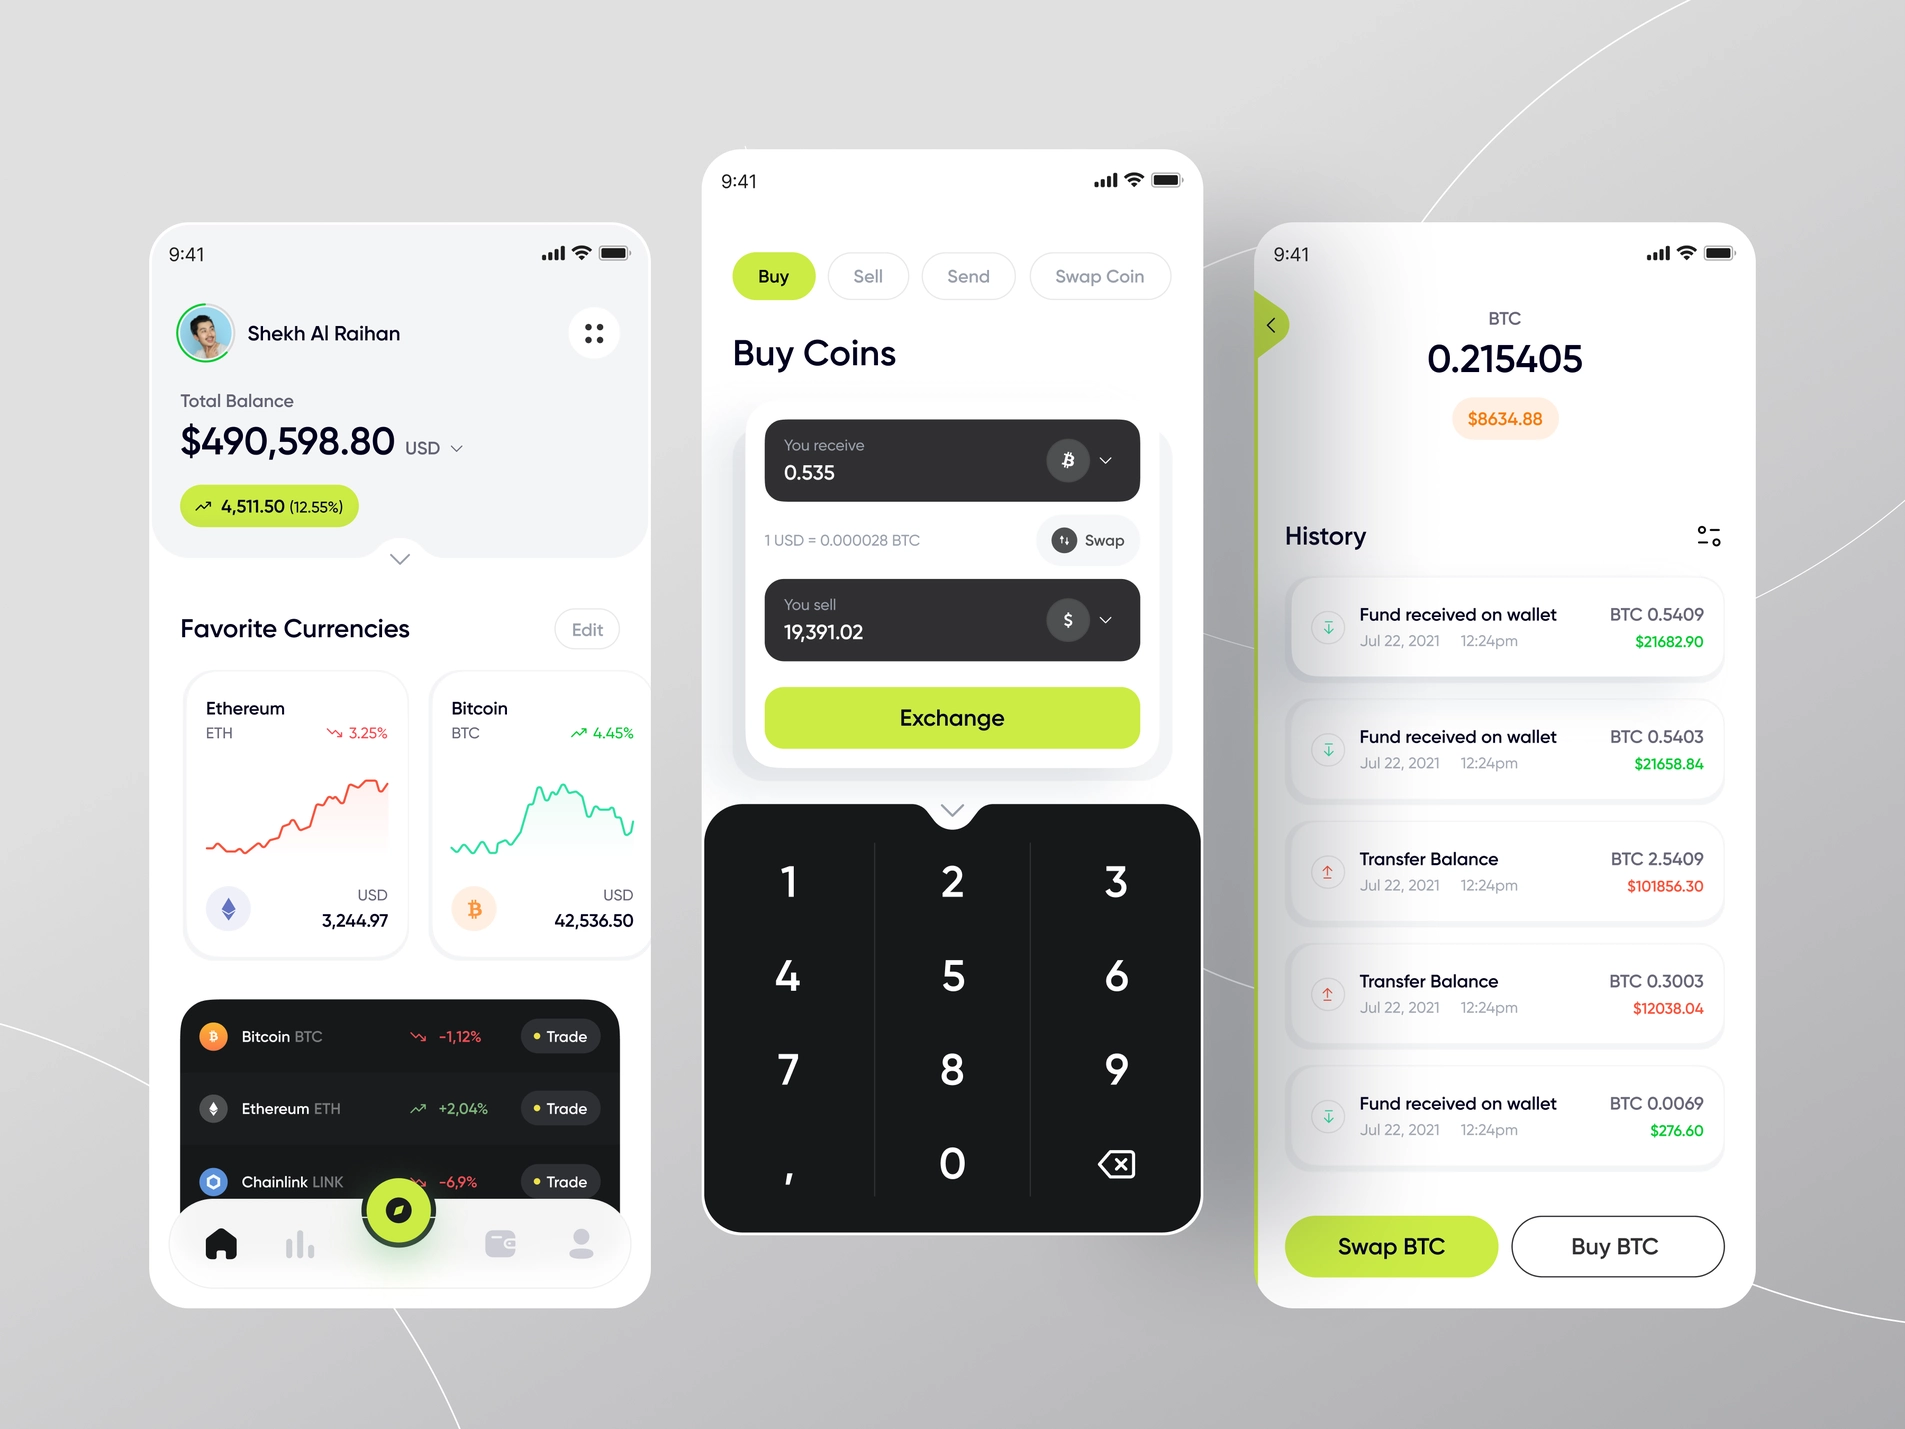 9:41
Shekh Al Raihan
Total Balance
$490,598.80 USD
4,511.50 (12.55%)
Favorite Currencies
Edit
Ethereum
ETH 3.25%
USD
3,244.97
Bitcoin
BTC 4.45%
USD
42,536.50
Bitcoin BTC -1,12% Trade
Ethereum ETH +2,04% Trade
Chainlink LINK -6,9% Trade
9:41
Buy Sell Send Swap Coin
Buy Coins
You receive
0.535
1 USD = 0.000028 BTC
Swap
You sell
19,391.02
$
Exchange
1 2 3
4 5 6
7 8 9
, 0
9:41
BTC
0.215405
$8634.88
History
Fund received on wallet BTC 0.5409
Jul 22, 2021 12:24pm $21682.90
Fund received on wallet BTC 0.5403
Jul 22, 2021 12:24pm $21658.84
Transfer Balance BTC 2.5409
Jul 22, 2021 12:24pm $101856.30
Transfer Balance BTC 0.3003
Jul 22, 2021 12:24pm $12038.04
Fund received on wallet BTC 0.0069
Jul 22, 2021 12:24pm $276.60
Swap BTC
Buy BTC